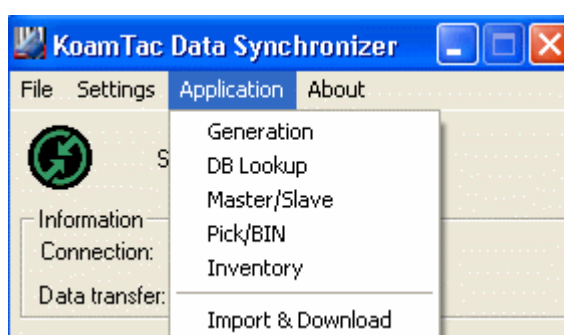 KoamTac Data Synchronizer
File Settings Application About
Generation
S DB Lookup
Master/Slave
Information
Pick/BIN
Connection:
Inventory
Data transfer:
Import & Download